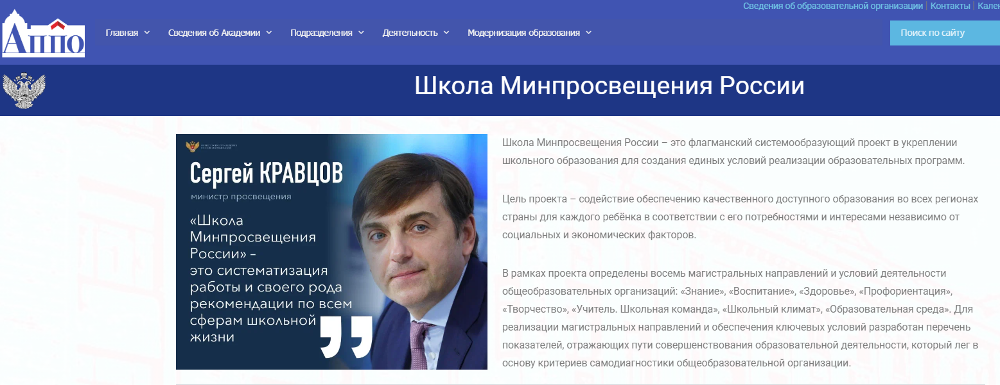 Сведения об образовательной организации | Контакты | Кален
Аппо
Главная
Сведения об Академии
Подразделения
Деятельность
Модернизация образования
Поиск по сайту
Школа Минпросвещения России
Сергей КРАВЦОВ
министр просвещения
«Школа
Минпросвещения
России» –
это систематизация
работы и своего рода
рекомендации по всем
сферам школьной
жизни
Школа Минпросвещения России – это флагманский системообразующий проект в укреплении
школьного образования для создания единых условий реализации образовательных программ.
Цель проекта – содействие обеспечению качественного доступного образования во всех регионах
страны для каждого ребёнка в соответствии с его потребностями и интересами независимо от
социальных и экономических факторов.
В рамках проекта определены восемь магистральных направлений и условий деятельности
общеобразовательных организаций: «Знание», «Воспитание», «Здоровье», «Профориентация»,
«Творчество», «Учитель. Школьная команда», «Школьный климат», «Образовательная среда». Для
реализации магистральных направлений и обеспечения ключевых условий разработан перечень
показателей, отражающих пути совершенствования образовательной деятельности, который лег в
основу критериев самодиагностики общеобразовательной организации.